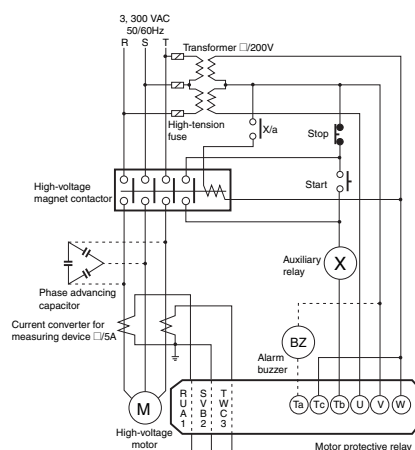 3, 300 VAC
50/60Hz
R S T
Transformer □/200V
High-tension
fuse
X/a
Stop
Start
High-voltage
magnet contactor
Auxiliary
relay
X
Phase advancing
capacitor
Current converter for
measuring device □/5A
BZ
Alarm
buzzer
R S T
U V W
A B C
1 2 3
Ta Tc Tb U V W
M
High-voltage
motor
Motor protective relay